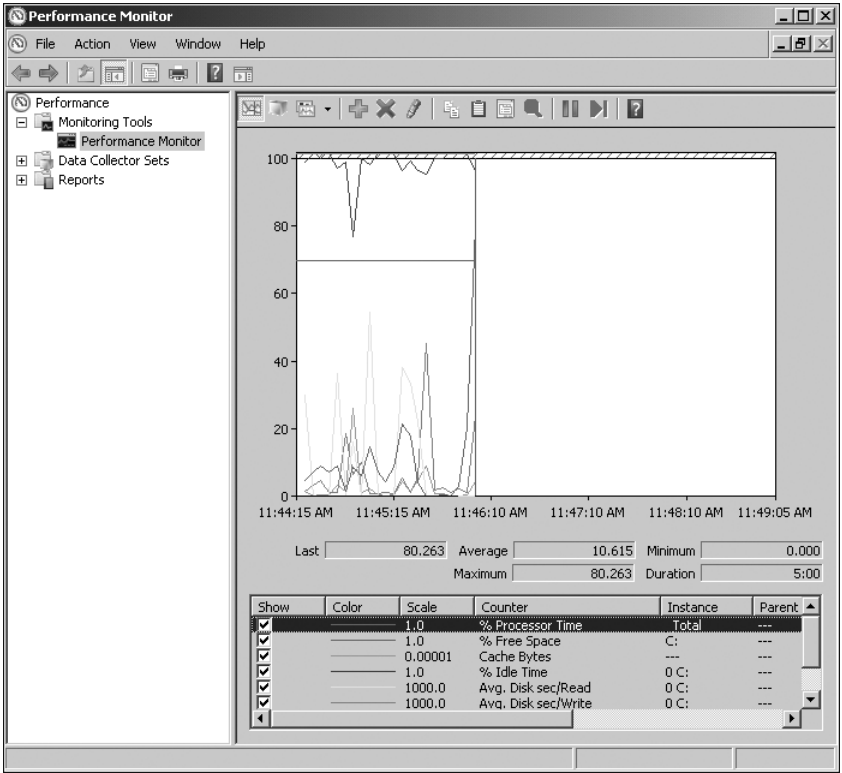 Performance Monitor
File Action View Window Help
Performance
Monitoring Tools
Performance Monitor
Data Collector Sets
Reports
100
80
60
40
20
0
11:44:15 AM 11:45:15 AM 11:46:10 AM 11:47:10 AM 11:48:10 AM 11:49:05 AM
Last 80.263 Average 10.615 Minimum 0.000
Maximum 80.263 Duration 5:00
Show Color Scale Counter Instance Parent
1.0 % Processor Time _Total ---
1.0 % Free Space C: ---
0.00001 Cache Bytes --- ---
1.0 % Idle Time 0 C: ---
1000.0 Avg. Disk sec/Read 0 C: ---
1000.0 Avg. Disk sec/Write 0 C: ---